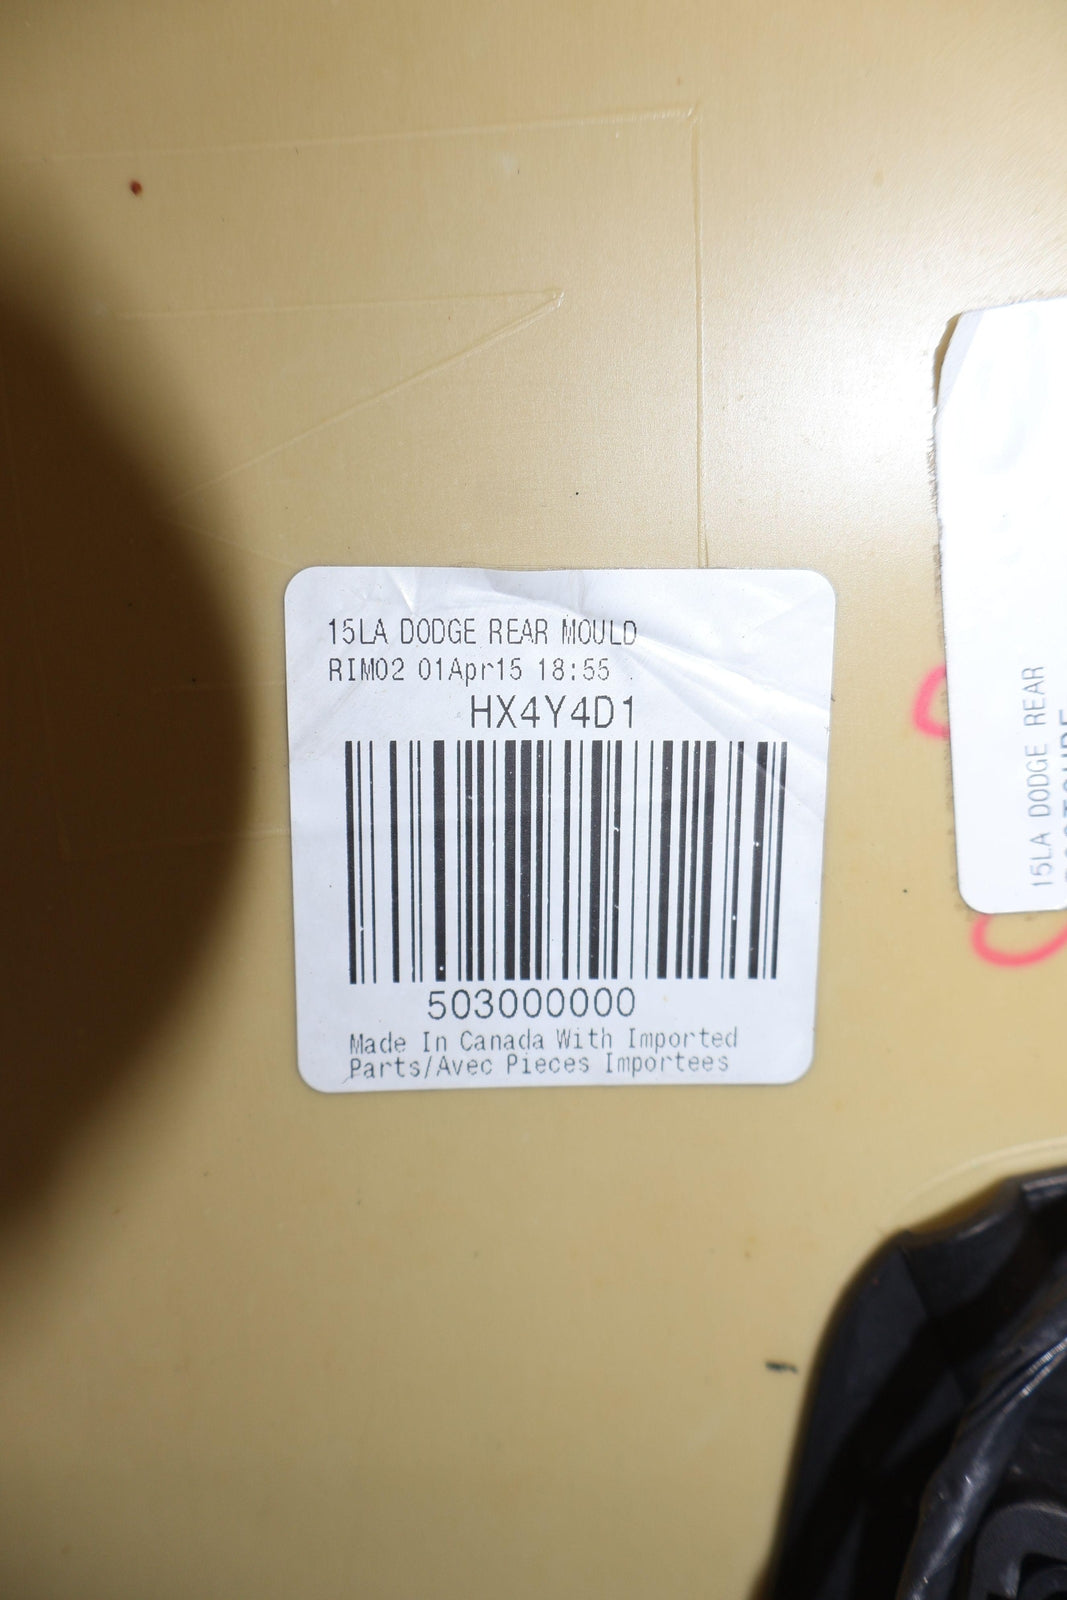 15LA DODGE REAR MOULD
RIM02 01Apr15 18:55
HX4Y4D1
503000000
Made In Canada With Imported
Parts/Avec Pieces Importees
15LA DODGE REAR